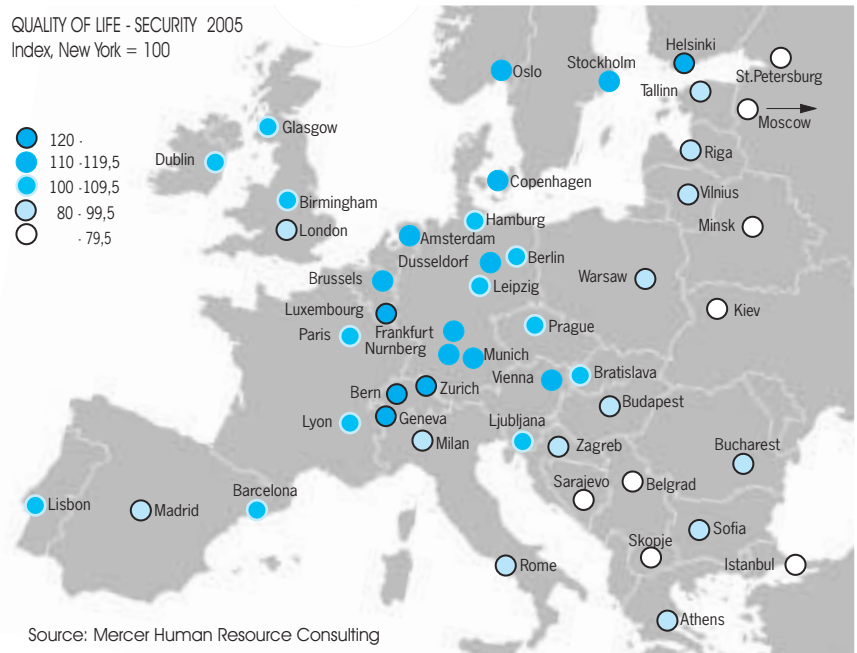 QUALITY OF LIFE - SECURITY 2005
Index, New York = 100
120 -
110 -119,5
100 -109,5
80 - 99,5
- 79,5
Helsinki
Stockholm
Oslo
St.Petersburg
Tallinn
Moscow
Glasgow
Dublin
Riga
Copenhagen
Vilnius
Birmingham
Hamburg
Minsk
London
Amsterdam
Dusseldorf
Berlin
Brussels
Leipzig
Warsaw
Luxembourg
Kiev
Paris
Frankfurt
Prague
Nurnberg
Munich
Vienna
Bratislava
Bern
Zurich
Budapest
Lyon
Geneva
Ljubljana
Milan
Zagreb
Bucharest
Sarajevo
Belgrad
Barcelona
Lisbon
Madrid
Sofia
Skopje
Rome
Istanbul
Athens
Source: Mercer Human Resource Consulting